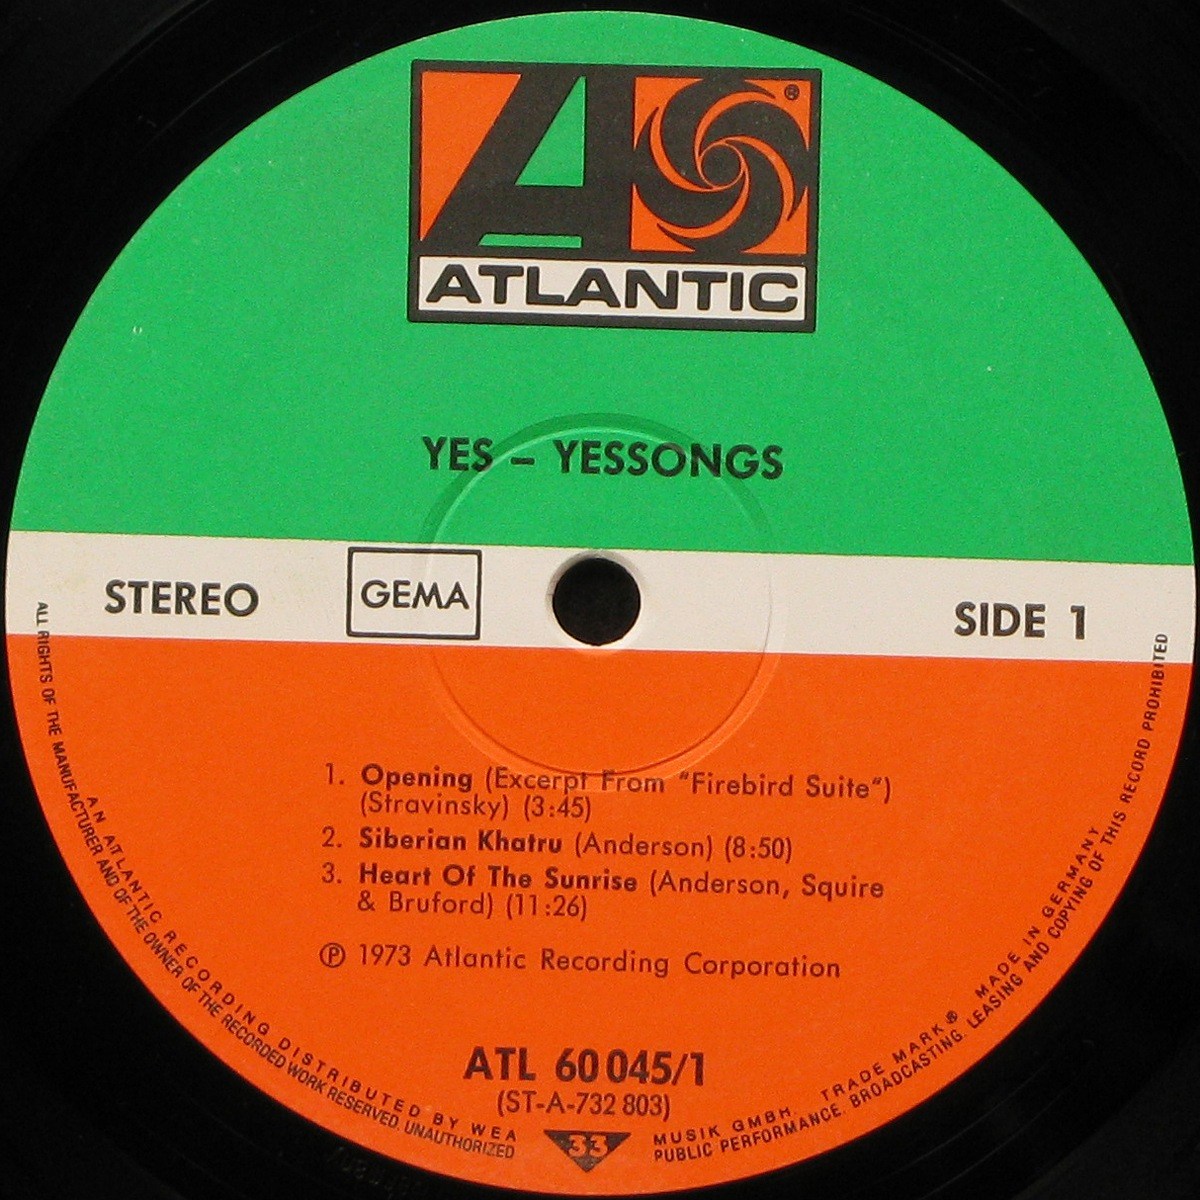 ®
ATLANTIC
YES – YESSONGS
STEREO
GEMA
SIDE 1
1. Opening (Excerpt From "Firebird Suite")
(Stravinsky) (3:45)
2. Siberian Khatru (Anderson) (8:50)
3. Heart Of The Sunrise (Anderson, Squire
& Bruford) (11:26)
℗ 1973 Atlantic Recording Corporation
ATL 60 045/1
(ST-A-732 803)
33
AN ATLANTIC RECORDING DISTRIBUTED BY WEA MUSIK GMBH. TRADE MARK® MADE IN GERMANY
ALL RIGHTS OF THE MANUFACTURER AND OF THE OWNER OF THE RECORDED WORK RESERVED. UNAUTHORIZED PUBLIC PERFORMANCE. BROADCASTING. LEASING AND COPYING OF THIS RECORD PROHIBITED